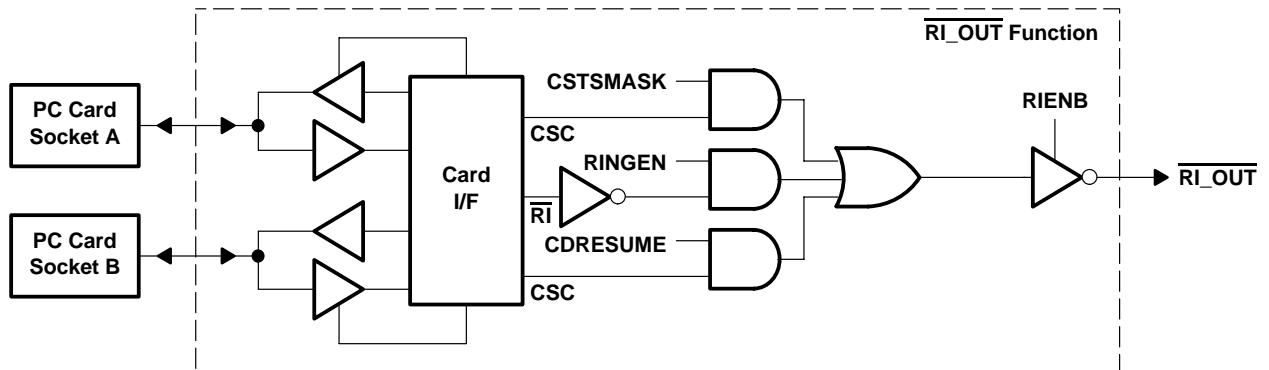 RI_OUT Function
PC Card
Socket A
CSTSMASK
CSC
RIENB
RINGEN
Card
I/F
RI
RI_OUT
PC Card
Socket B
CDRESUME
CSC